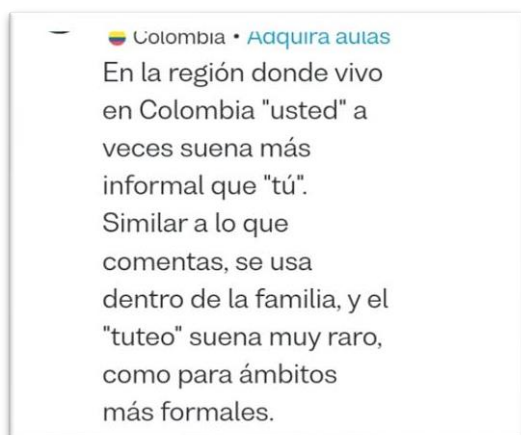 Colombia • Adquira aulas
En la región donde vivo
en Colombia "usted" a
veces suena más
informal que "tú".
Similar a lo que
comentas, se usa
dentro de la familia, y el
"tuteo" suena muy raro,
como para ámbitos
más formales.